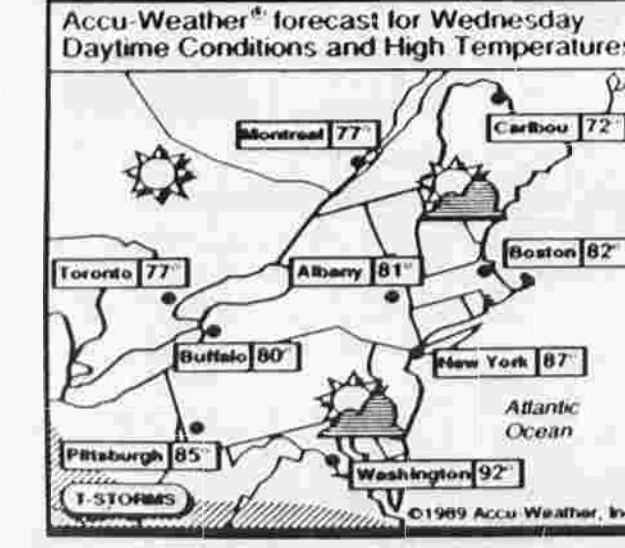 Accu-Weather® forecast for Wednesday
Daytime Conditions and High Temperatures
Montreal 77°
Caribou 72°
Toronto 77°
Albany 81°
Boston 82°
Buffalo 80°
New York 87°
Atlantic
Ocean
Pittsburgh 85°
Washington 92°
T-STORMS
©1989 Accu-Weather, In